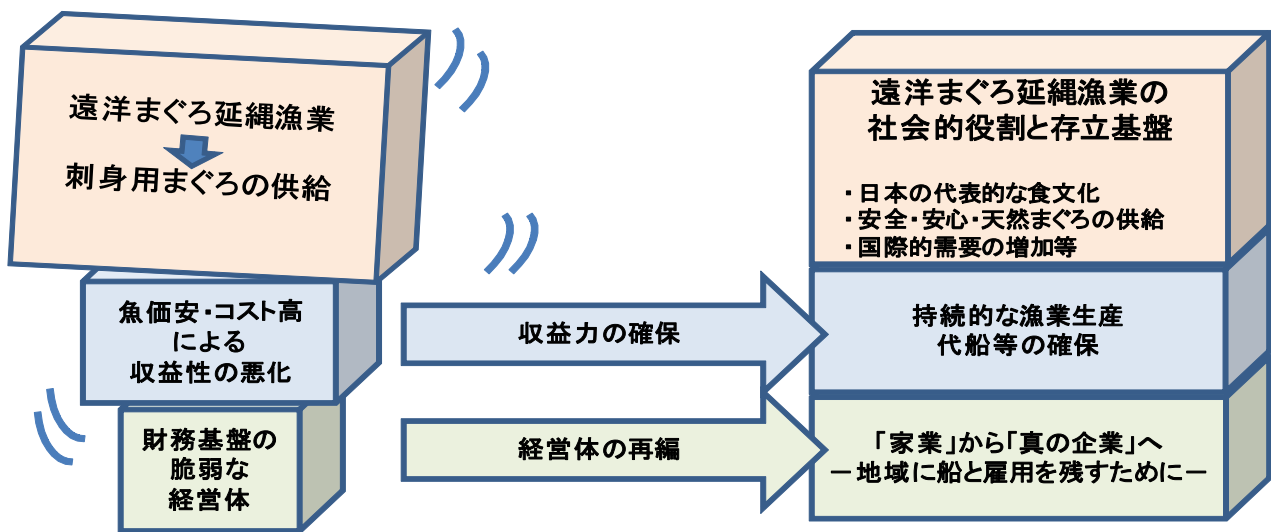 遠洋まぐろ延縄漁業
刺身用まぐろの供給
魚価安・コスト高
による
収益性の悪化
財務基盤の
脆弱な
経営体
収益力の確保
経営体の再編
遠洋まぐろ延縄漁業の
社会的役割と存立基盤
・日本の代表的な食文化
・安全・安心・天然まぐろの供給
・国際的需要の増加等
持続的な漁業生産
代船等の確保
「家業」から「真の企業」へ
－地域に船と雇用を残すために－